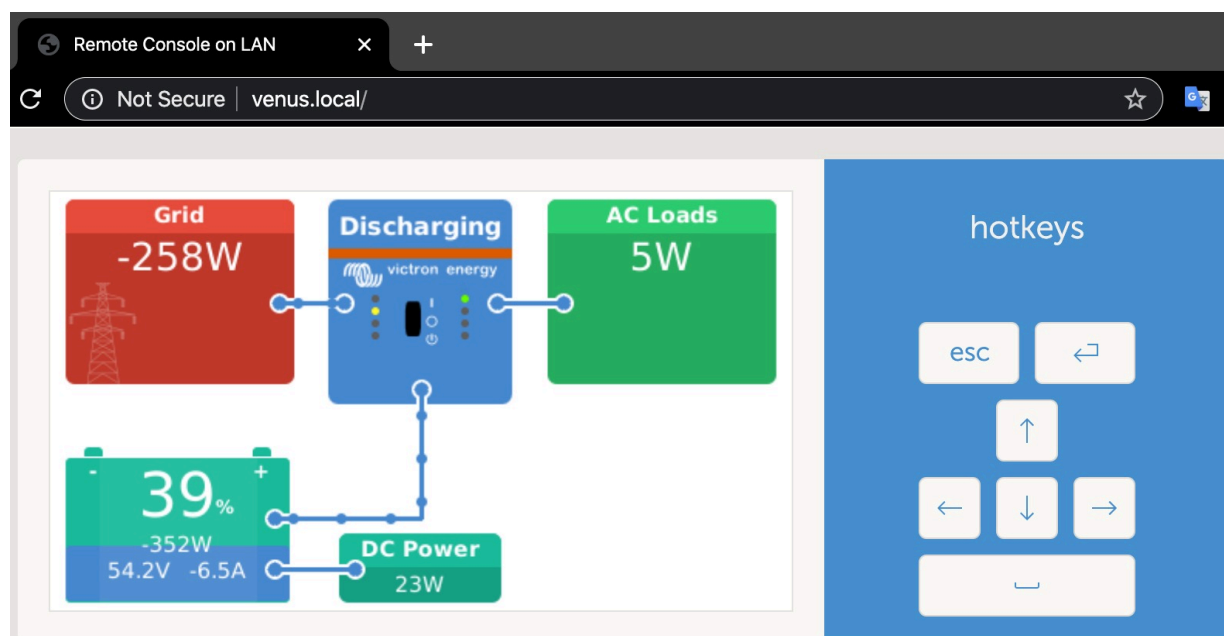 Remote Console on LAN
Not Secure venus.local/
Grid
-258W
Discharging
victron energy
AC Loads
5W
- +
39%
-352W
54.2V -6.5A
DC Power
23W
hotkeys
esc